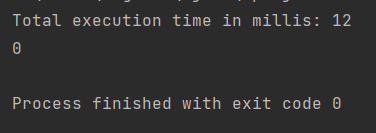 Total execution time in millis: 12
0
Process finished with exit code 0